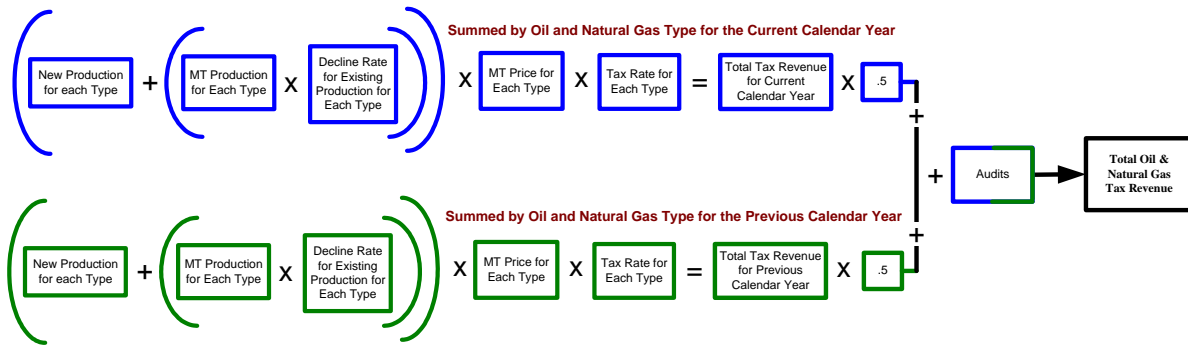 Summed by Oil and Natural Gas Type for the Current Calendar Year
New Production
for each Type
+
MT Production
for Each Type
X
Decline Rate
for Existing
Production for
Each Type
X
MT Price for
Each Type
X
Tax Rate for
Each Type
=
Total Tax Revenue
for Current
Calendar Year
X
.5
+
+
Audits
Total Oil &
Natural Gas
Tax Revenue
Summed by Oil and Natural Gas Type for the Previous Calendar Year
+
New Production
for each Type
+
MT Production
for Each Type
X
Decline Rate
for Existing
Production for
Each Type
X
MT Price for
Each Type
X
Tax Rate for
Each Type
=
Total Tax Revenue
for Previous
Calendar Year
X
.5